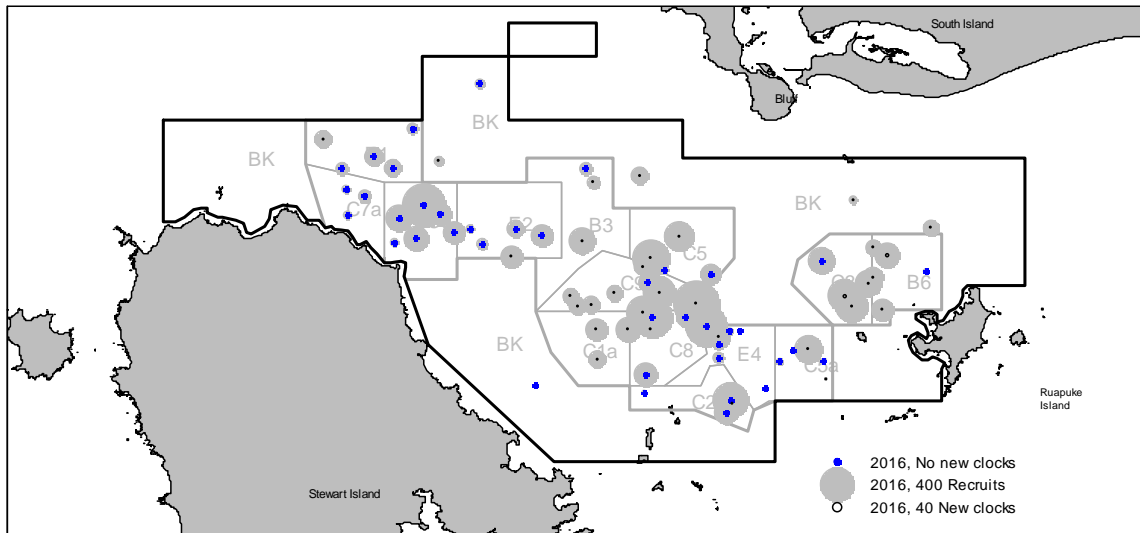 South Island
Bluff
BK
BK
BK
C7a
E2
B3
C5
B6
C9
C1a
C8
BK
E4
C5a
C2
Ruapuke
Island
Stewart Island
2016, No new clocks
2016, 400 Recruits
2016, 40 New clocks